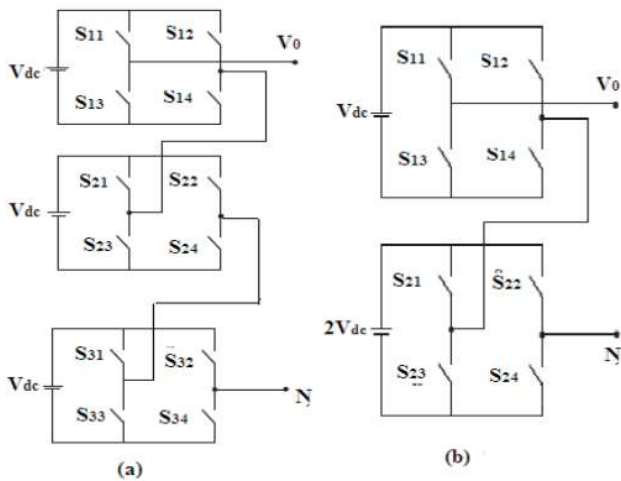 S11 S12 V0
Vdc
S13 S14
S21 S22
Vdc
S23 S24
S31 S32
Vdc
N
S33 S34
(a)
S11 S12 V0
Vdc
S13 S14
S21 S22
2Vdc
N
S23 S24
(b)